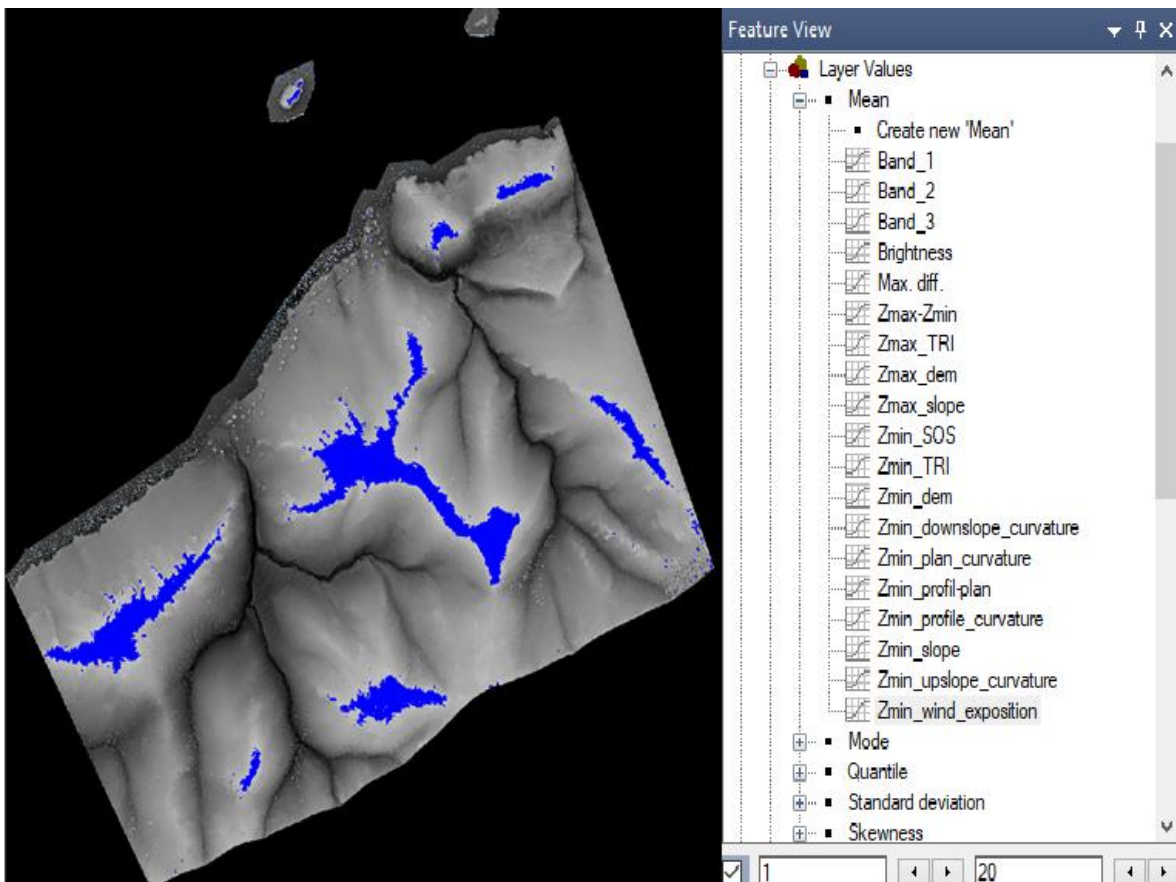 Feature View
Layer Values
Mean
Create new 'Mean'
Band_1
Band_2
Band_3
Brightness
Max. diff.
Zmax-Zmin
Zmax_TRI
Zmax_dem
Zmax_slope
Zmin_SOS
Zmin_TRI
Zmin_dem
Zmin_downslope_curvature
Zmin_plan_curvature
Zmin_profil-plan
Zmin_profile_curvature
Zmin_slope
Zmin_upslope_curvature
Zmin_wind_exposition
Mode
Quantile
Standard deviation
Skewness
1 20